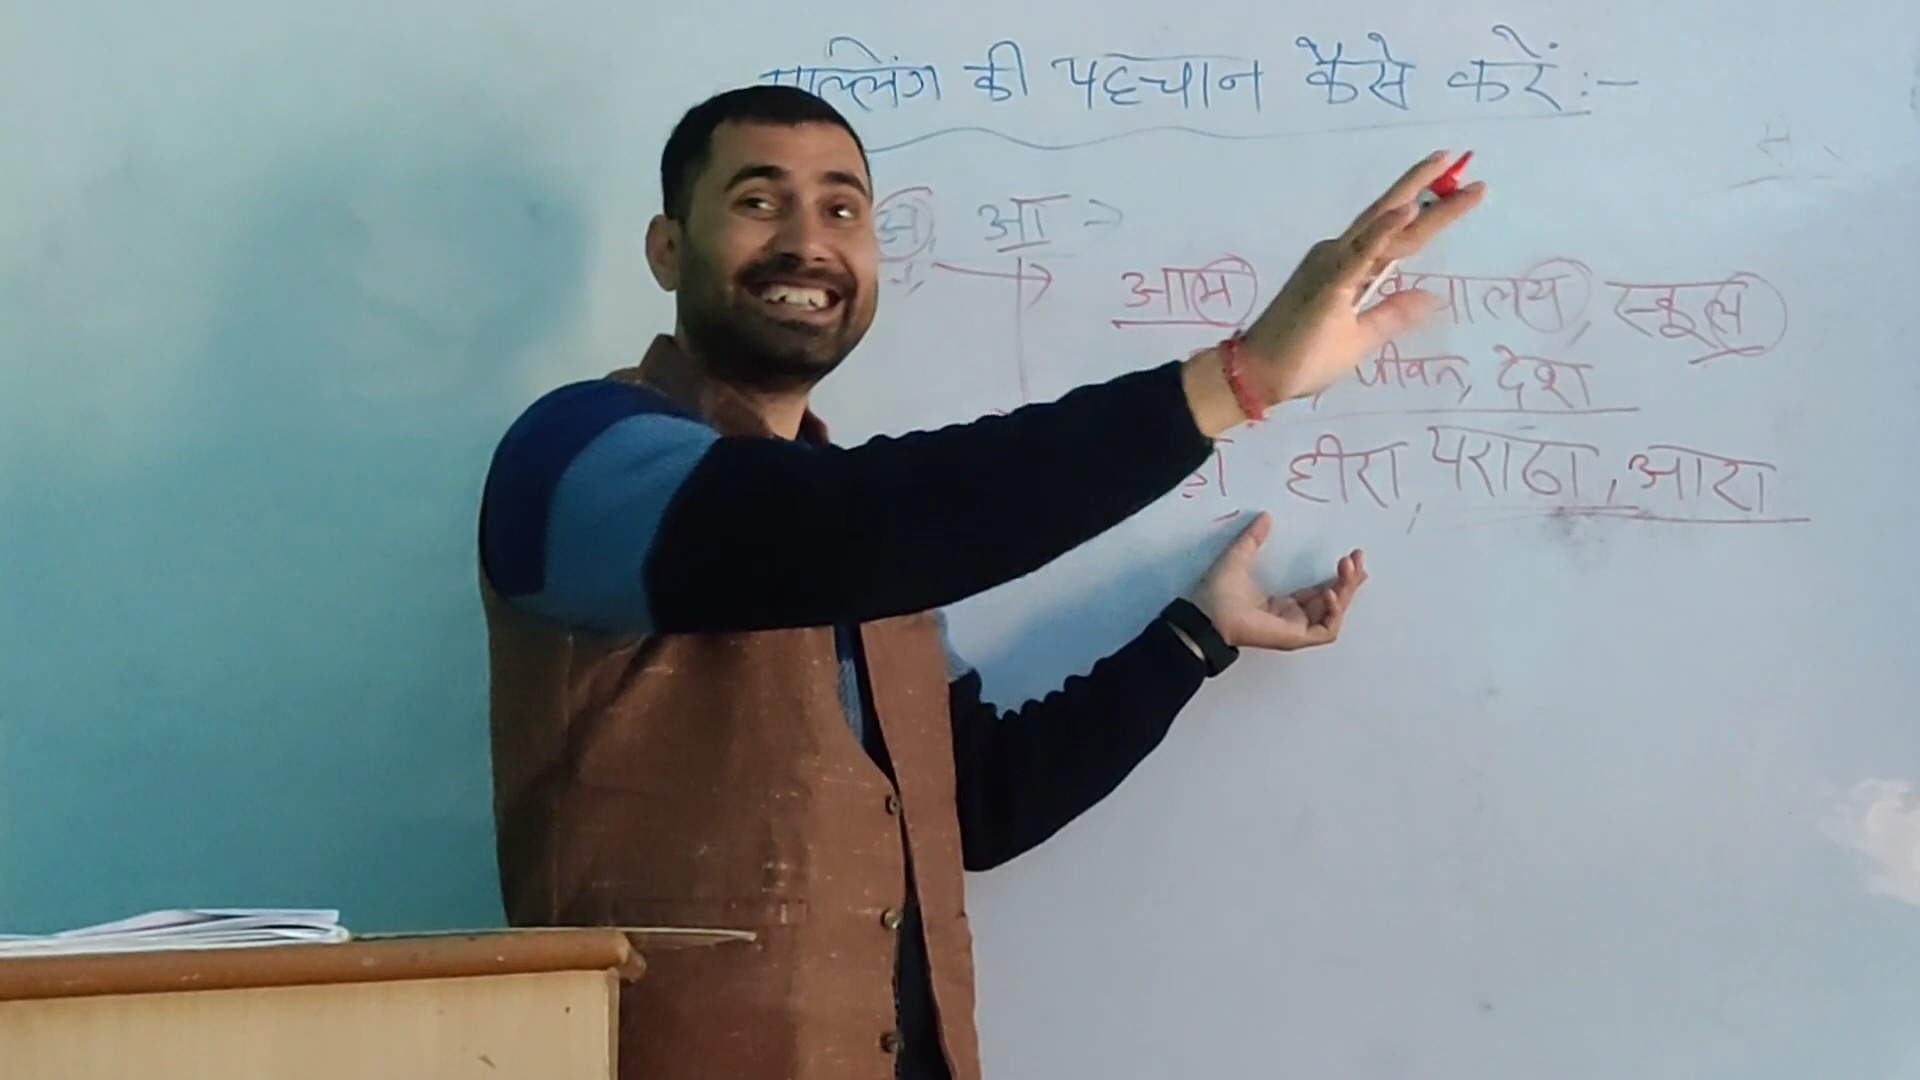 की पहचान कैसे करें :-
अ, आ ->
आम स्कूल
जीवन, देश
हीरा, पराठा, आरा